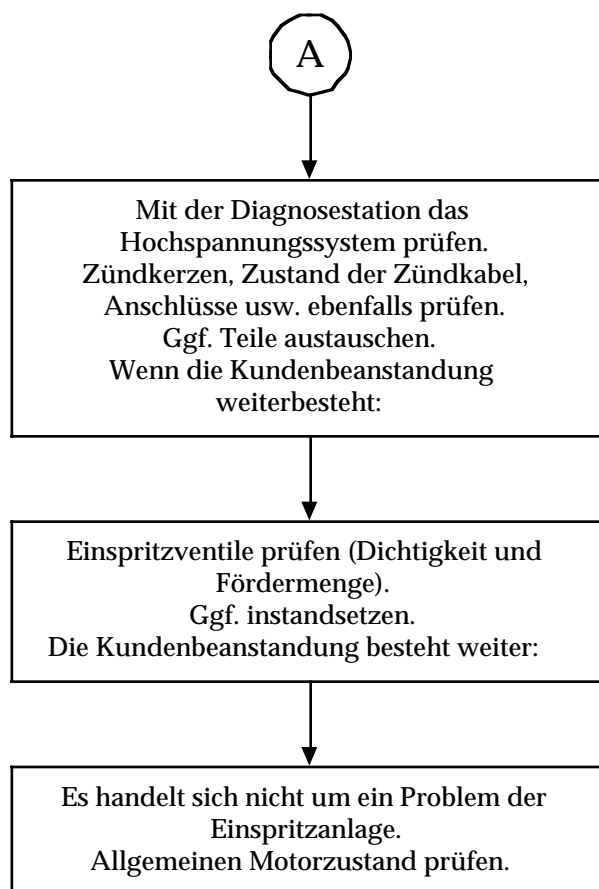 A
Mit der Diagnosestation das
Hochspannungssystem prüfen.
Zündkerzen, Zustand der Zündkabel,
Anschlüsse usw. ebenfalls prüfen.
Ggf. Teile austauschen.
Wenn die Kundenbeanstandung
weiterbesteht:
Einspritzventile prüfen (Dichtigkeit und
Fördermenge).
Ggf. instandsetzen.
Die Kundenbeanstandung besteht weiter:
Es handelt sich nicht um ein Problem der
Einspritzanlage.
Allgemeinen Motorzustand prüfen.